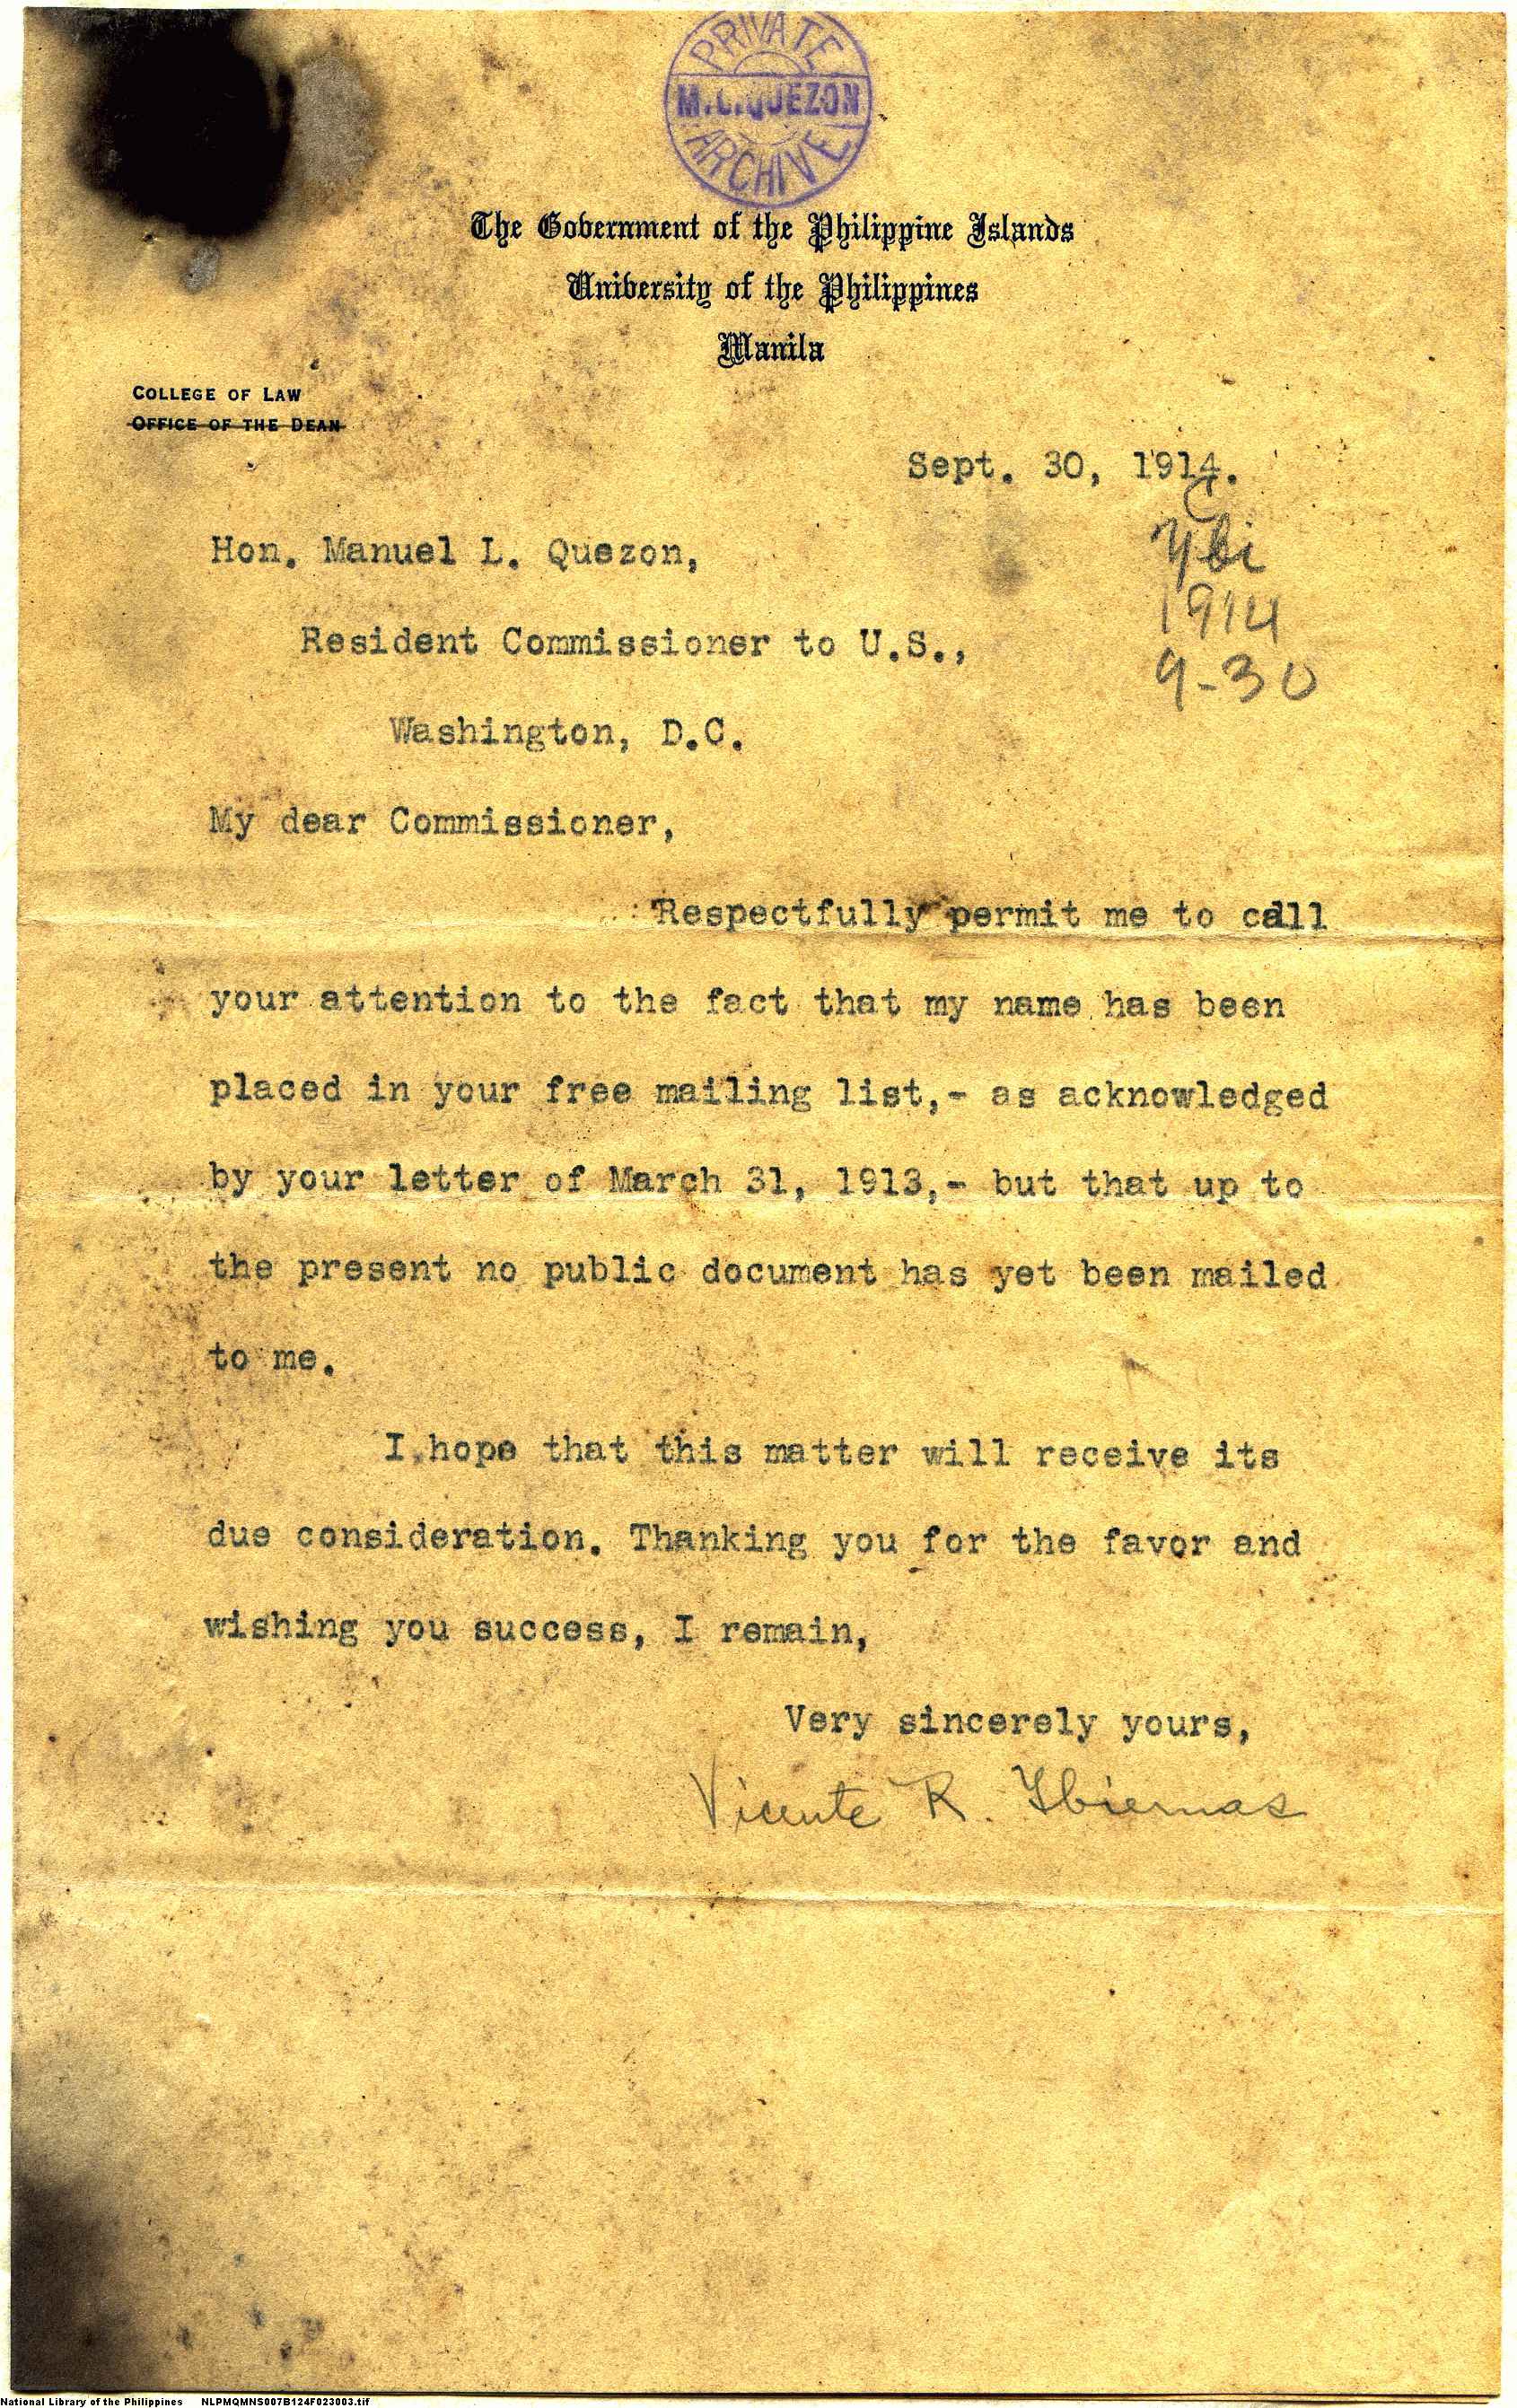 PRIVATE
M.L.QUEZON
ARCHIVE
The Government of the Philippine Islands
University of the Philippines
Manila
COLLEGE OF LAW
OFFICE OF THE DEAN
Sept. 30, 1914.
C
Ybi
1914
9-30
Hon. Manuel L. Quezon,
Resident Commissioner to U.S.,
Washington, D.C.
My dear Commissioner,
Respectfully permit me to call
your attention to the fact that my name has been
placed in your free mailing list,- as acknowledged
by your letter of March 31, 1913,- but that up to
the present no public document has yet been mailed
to me.
I hope that this matter will receive its
due consideration. Thanking you for the favor and
wishing you success, I remain,
Very sincerely yours,
Vicente R. Ybiernas
National Library of the Philippines NLPMQMNS007B124F023003.tif